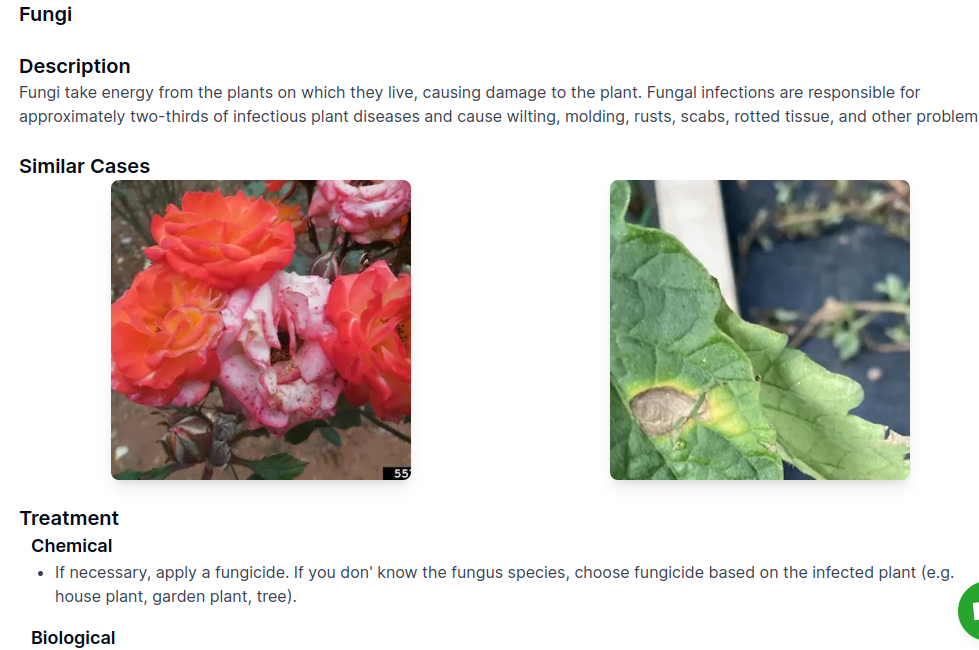 Fungi
Description
Fungi take energy from the plants on which they live, causing damage to the plant. Fungal infections are responsible for
approximately two-thirds of infectious plant diseases and cause wilting, molding, rusts, scabs, rotted tissue, and other problem
Similar Cases
55
Treatment
Chemical
• If necessary, apply a fungicide. If you don' know the fungus species, choose fungicide based on the infected plant (e.g.
house plant, garden plant, tree).
Biological